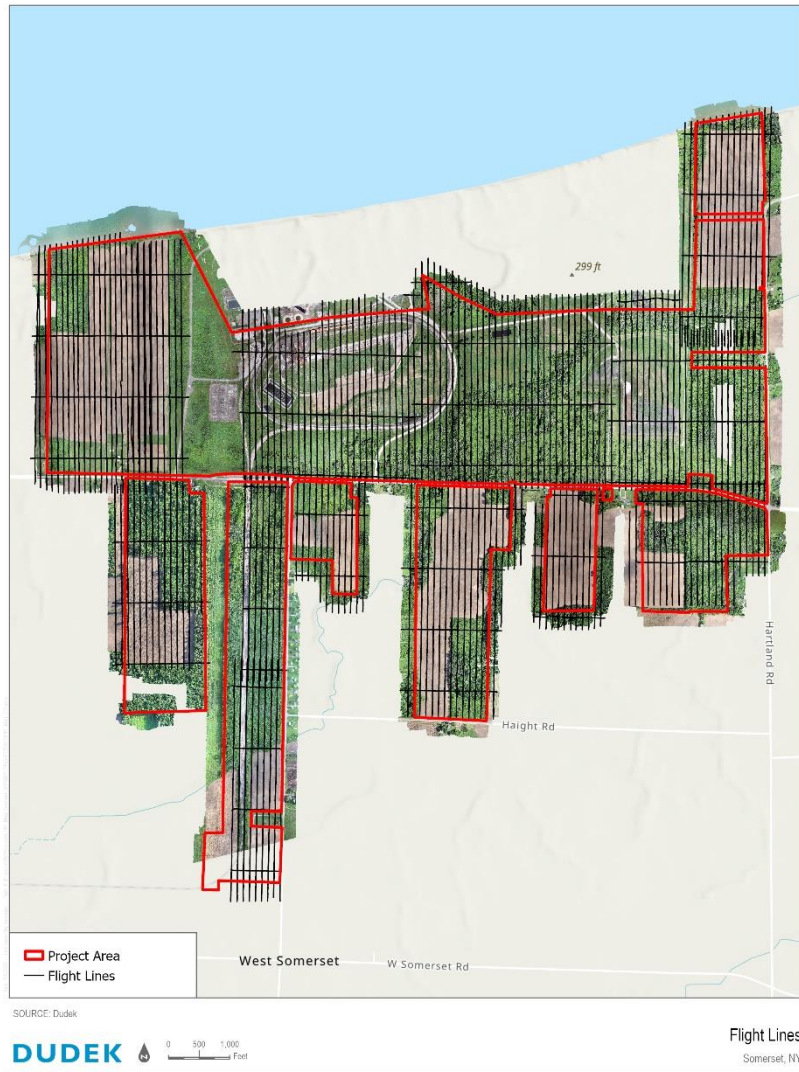 299 ft
Hartland Rd
Haight Rd
Project Area
Flight Lines
West Somerset
W Somerset Rd
SOURCE: Dudek
DUDEK
N
0 500 1,000
Feet
Flight Lines
Somerset, NY